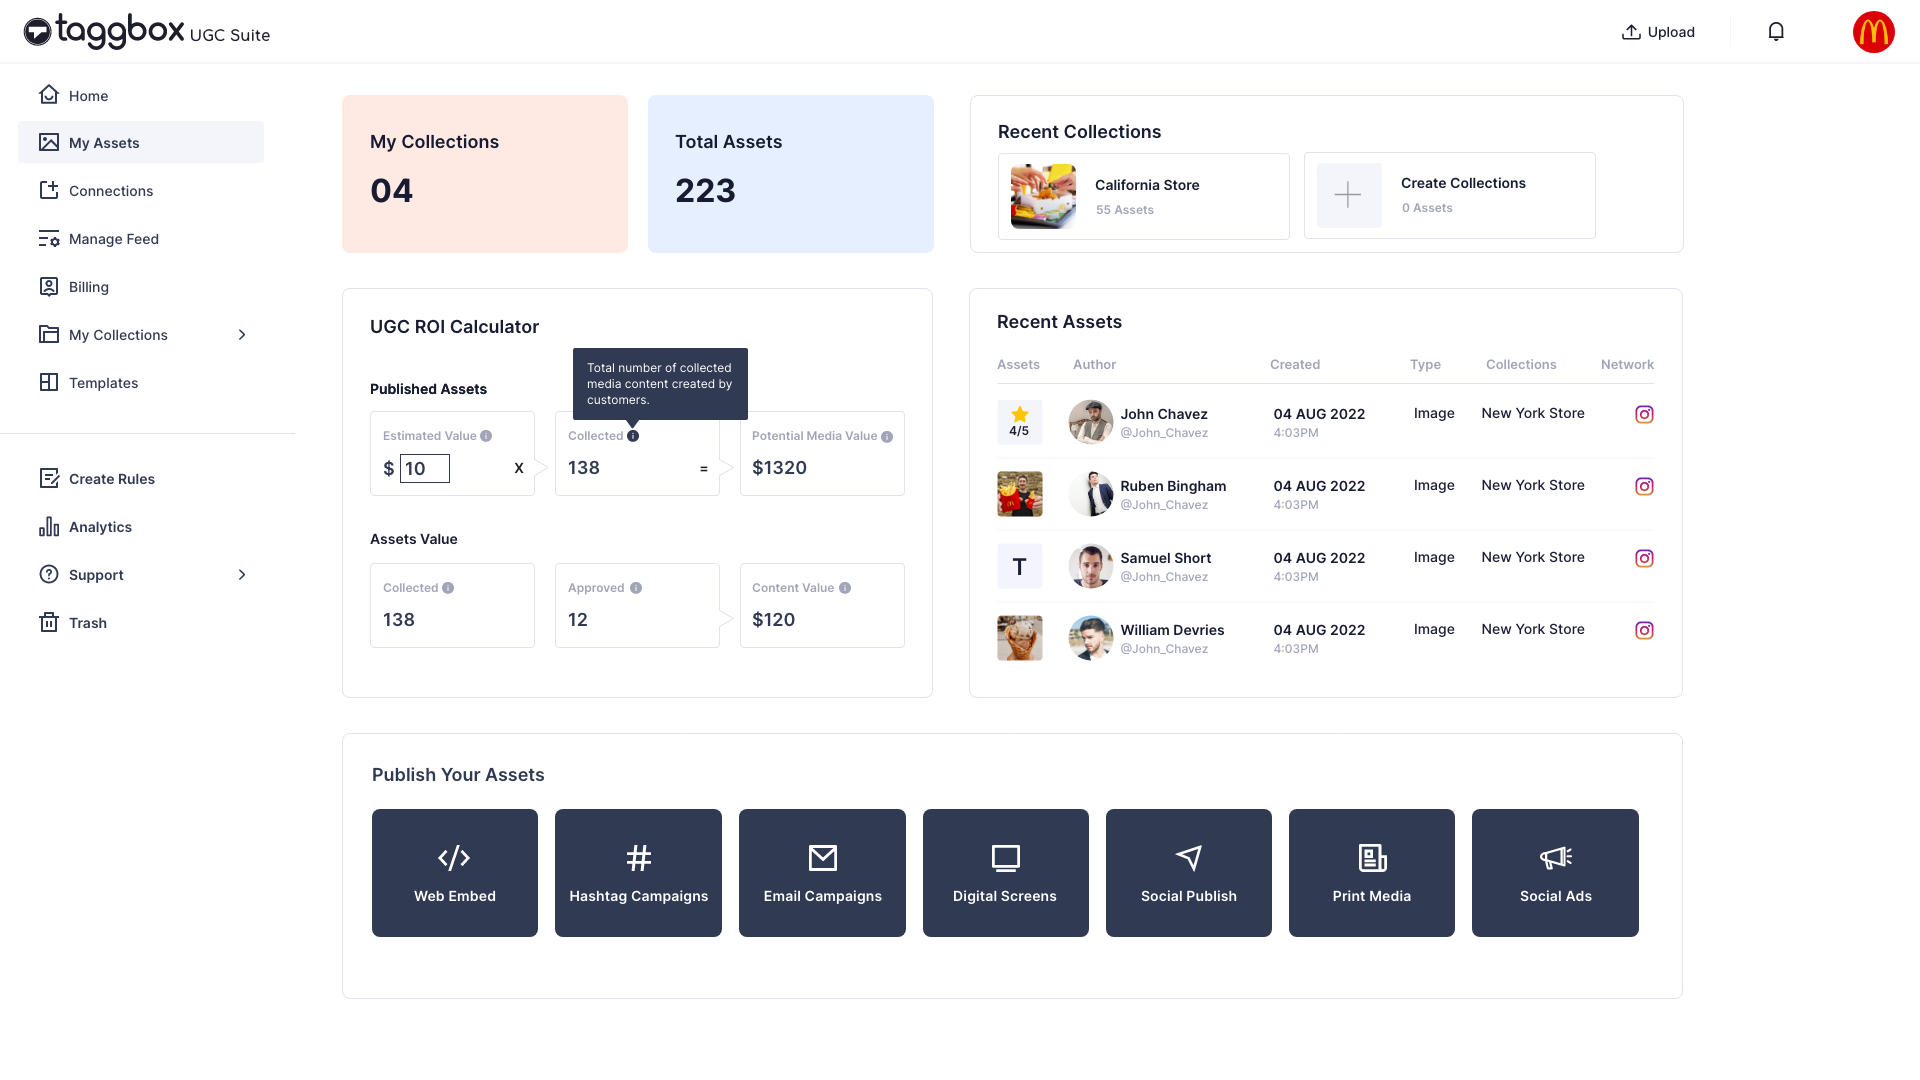 taggbox UGC Suite
Upload
Home
My Assets
Connections
Manage Feed
Billing
My Collections
Templates
Create Rules
Analytics
Support
Trash
My Collections
04
Total Assets
223
Recent Collections
California Store
55 Assets
Create Collections
0 Assets
UGC ROI Calculator
Total number of collected
media content created by
customers.
Published Assets
Estimated Value
$ 10 X
Collected
138 =
Potential Media Value
$1320
Assets Value
Collected
138
Approved
12
Content Value
$120
Recent Assets
Assets Author Created Type Collections Network
4/5
John Chavez 04 AUG 2022 Image New York Store
@John_Chavez 4:03PM
Ruben Bingham 04 AUG 2022 Image New York Store
@John_Chavez 4:03PM
T
Samuel Short 04 AUG 2022 Image New York Store
@John_Chavez 4:03PM
William Devries 04 AUG 2022 Image New York Store
@John_Chavez 4:03PM
Publish Your Assets
Web Embed
Hashtag Campaigns
Email Campaigns
Digital Screens
Social Publish
Print Media
Social Ads